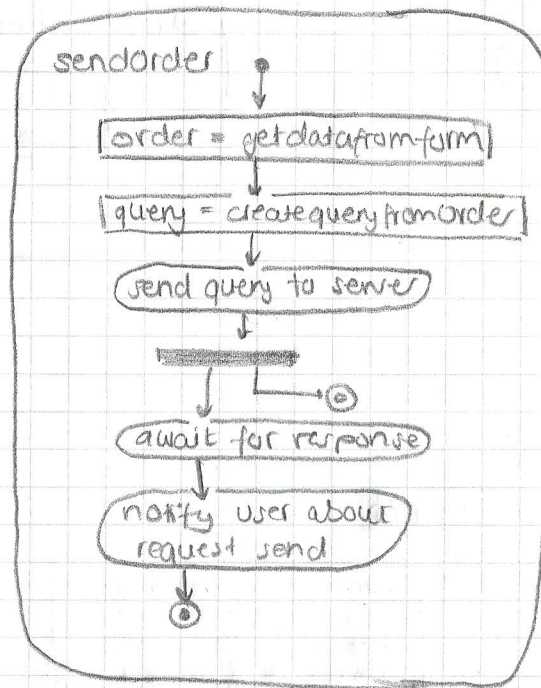 sendOrder
order = getdatafromform
query = createqueryfromOrder
send query to server
await for response
notify user about
request send